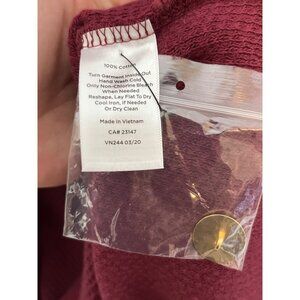 100% Cotton
Turn Garment Inside Out
Hand Wash Cold
Only Non-Chlorine Bleach
When Needed
Reshape, Lay Flat To Dry
Cool Iron, If Needed
Or Dry Clean
Made in Vietnam
CA# 23147
VN244 03/20